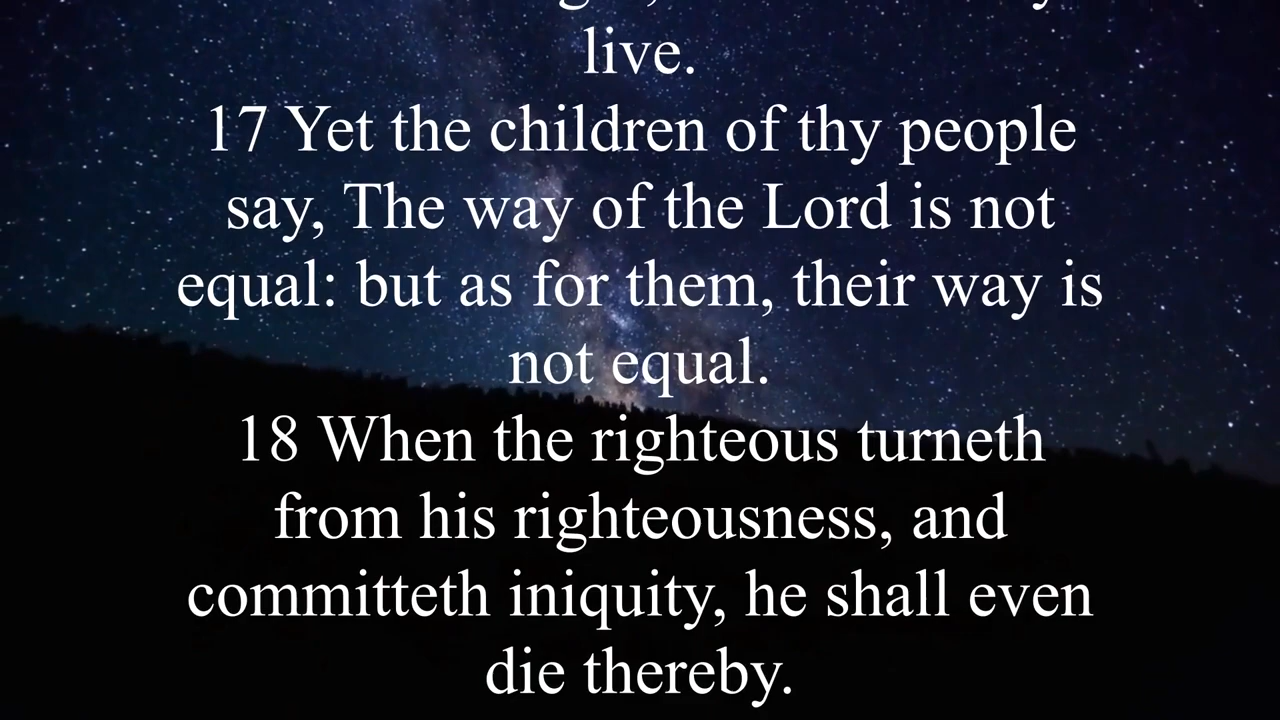 live.
17 Yet the children of thy people
say, The way of the Lord is not
equal: but as for them, their way is
not equal.
18 When the righteous turneth
from his righteousness, and
committeth iniquity, he shall even
die thereby.